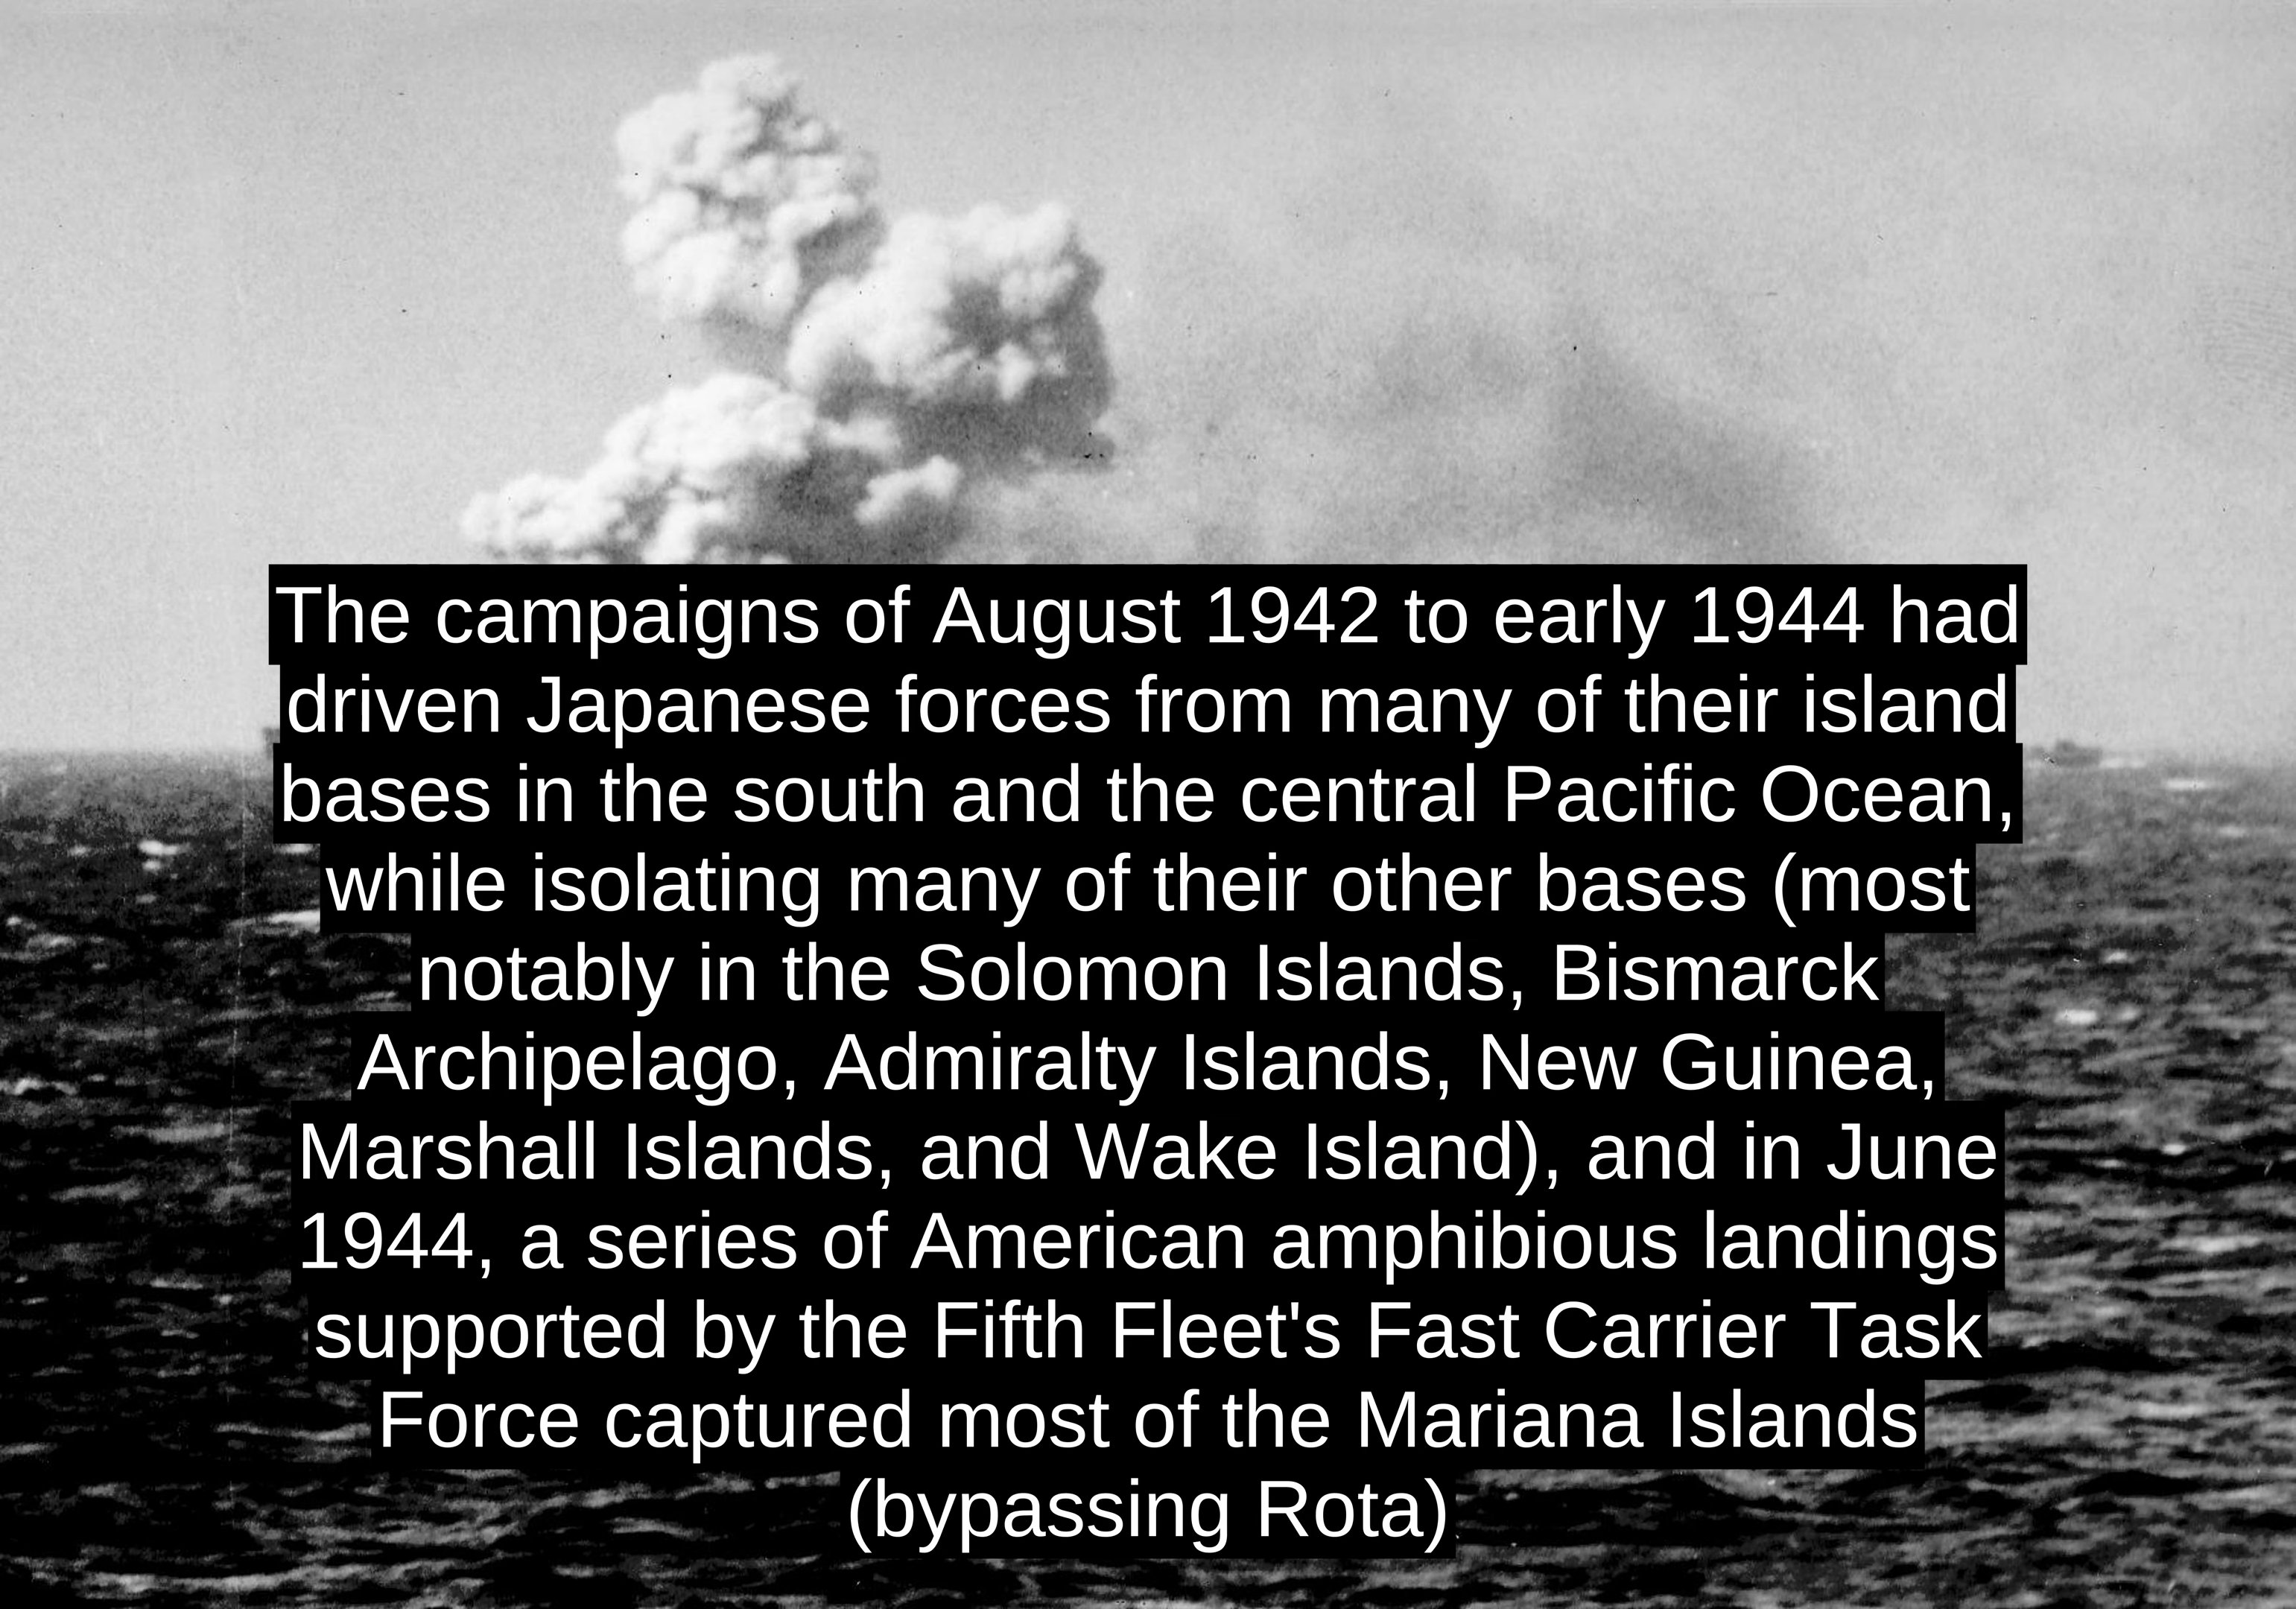 The campaigns of August 1942 to early 1944 had
driven Japanese forces from many of their island
bases in the south and the central Pacific Ocean,
while isolating many of their other bases (most
notably in the Solomon Islands, Bismarck
Archipelago, Admiralty Islands, New Guinea,
Marshall Islands, and Wake Island), and in June
1944, a series of American amphibious landings
supported by the Fifth Fleet's Fast Carrier Task
Force captured most of the Mariana Islands
(bypassing Rota)